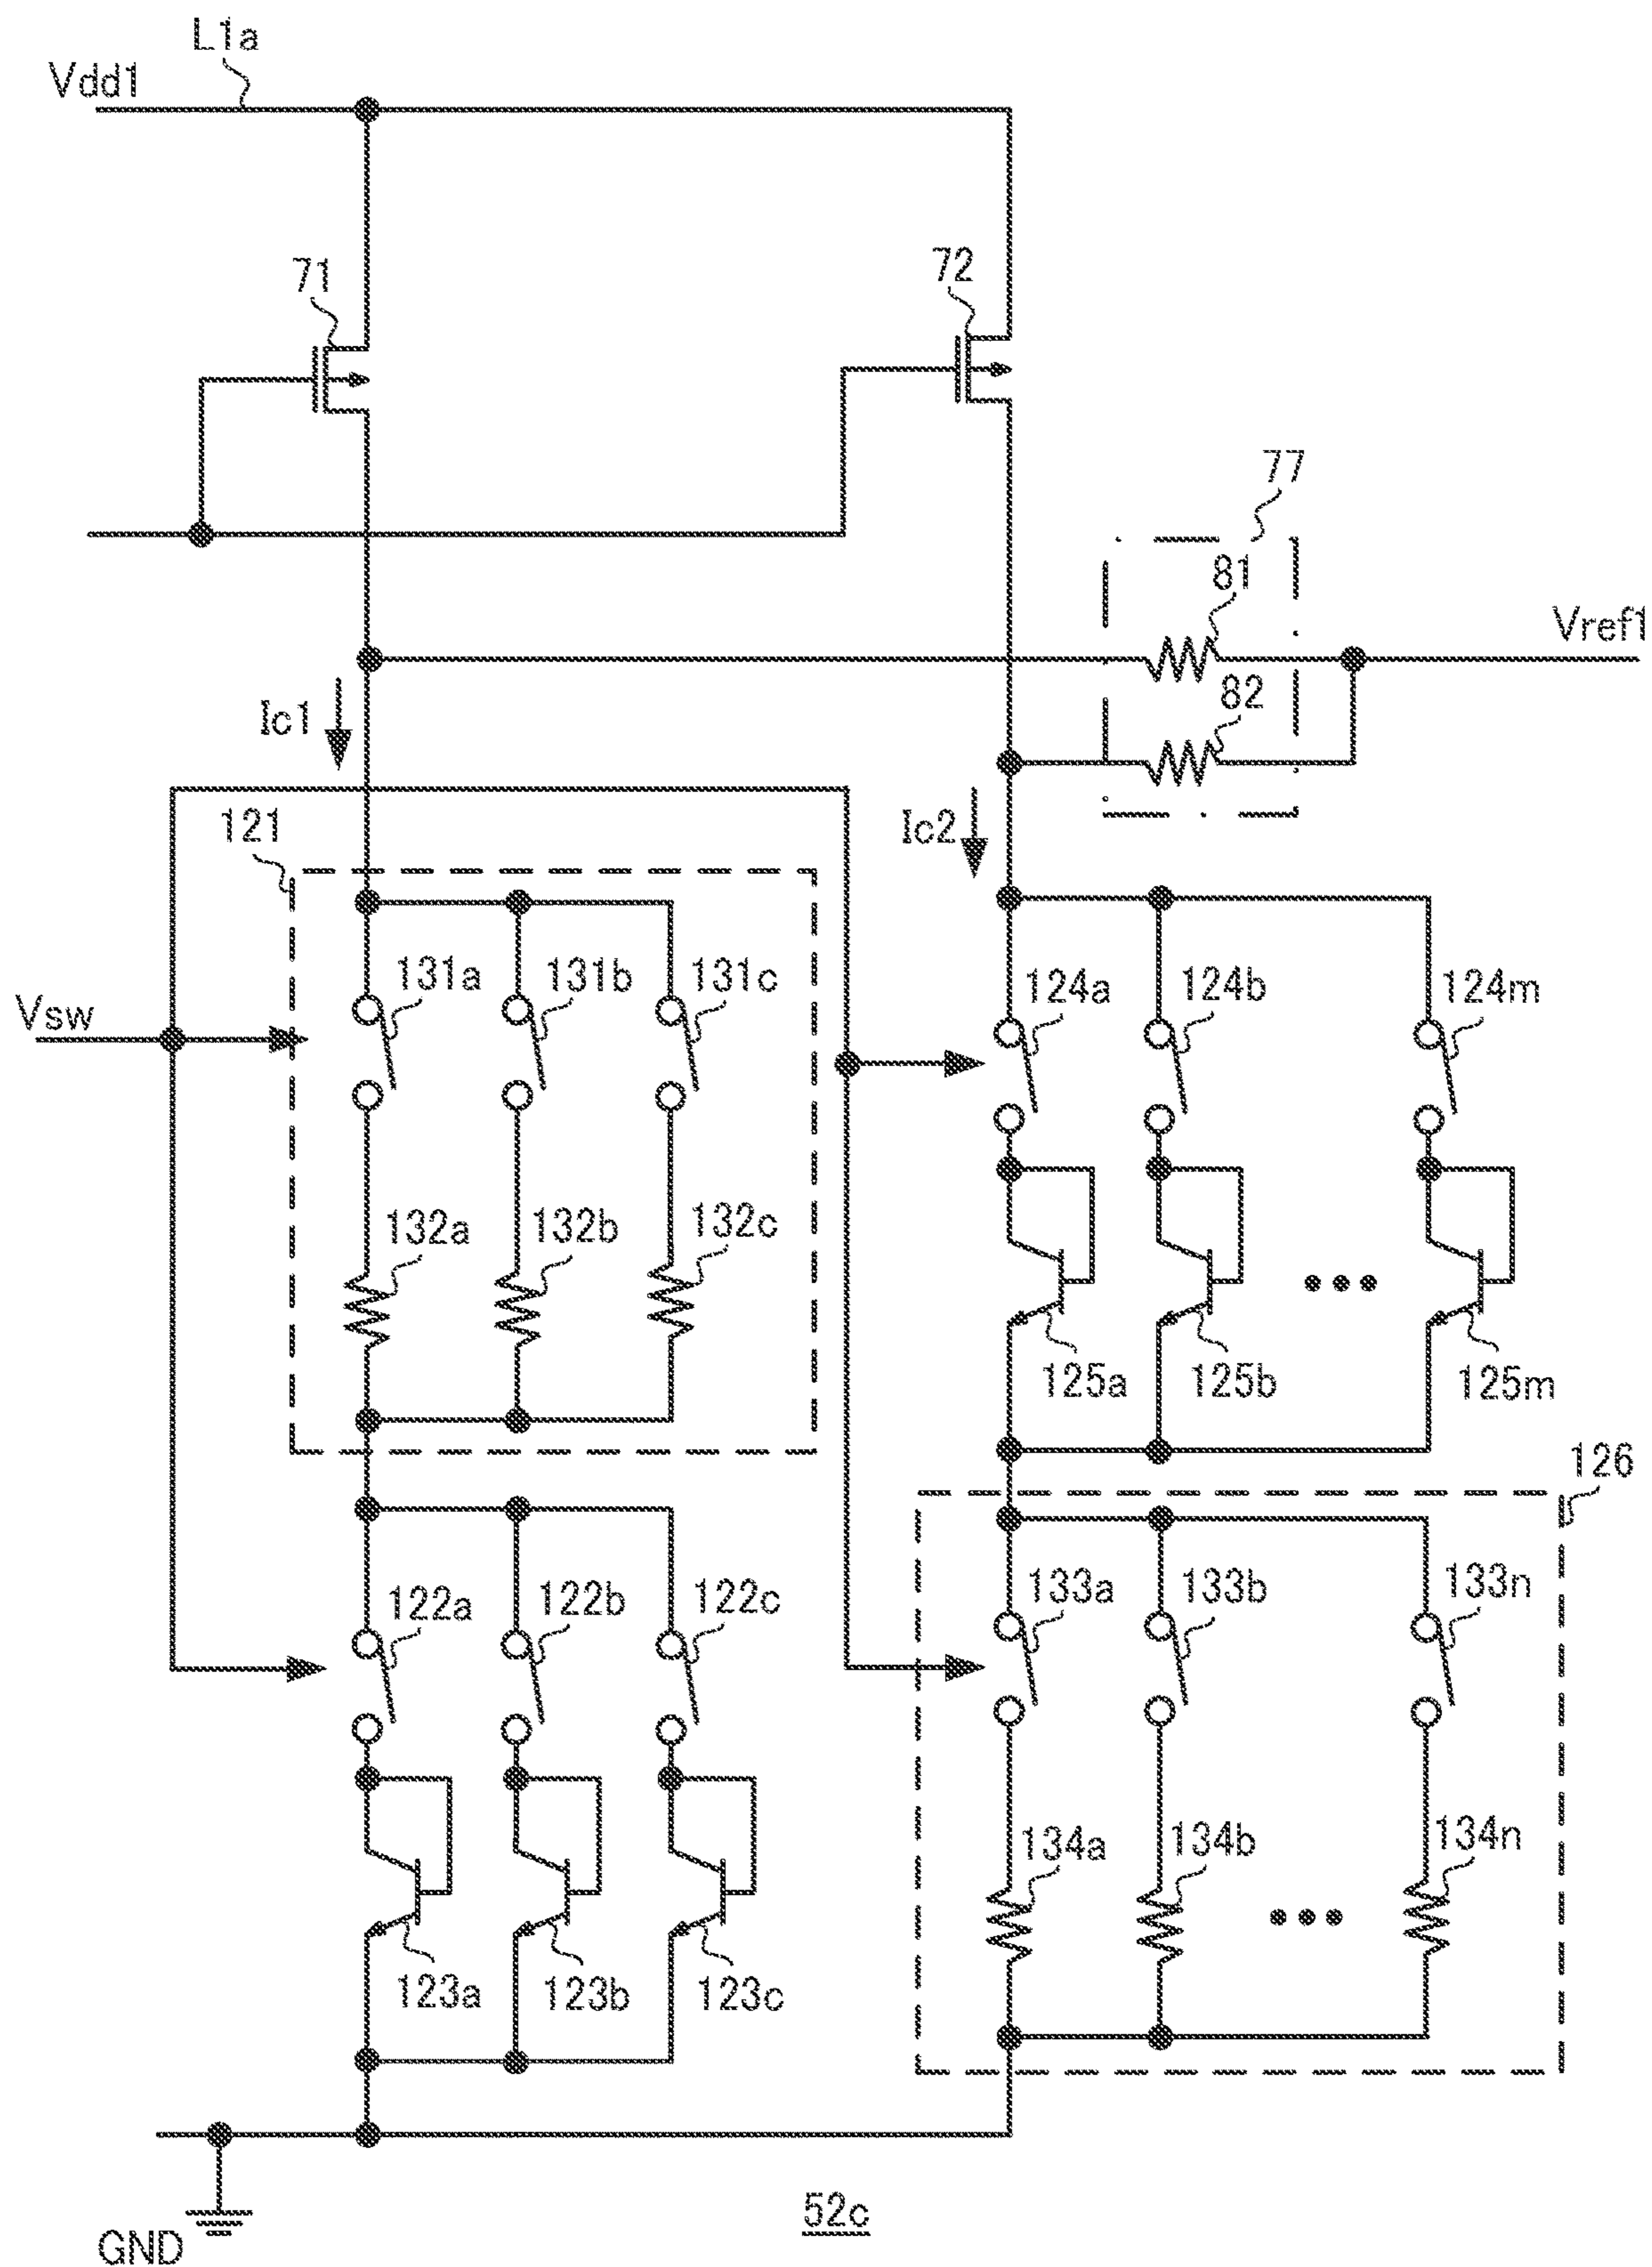 L1a
Vdd1
71
72
77
81
Vref1
82
Ic1
121
Ic2
131a
131b
131c
124a
124b
124m
Vsw
132a
132b
132c
125a
125b
125m
126
122a
122b
122c
133a
133b
133n
134a
134b
134n
123a
123b
123c
52c
GND